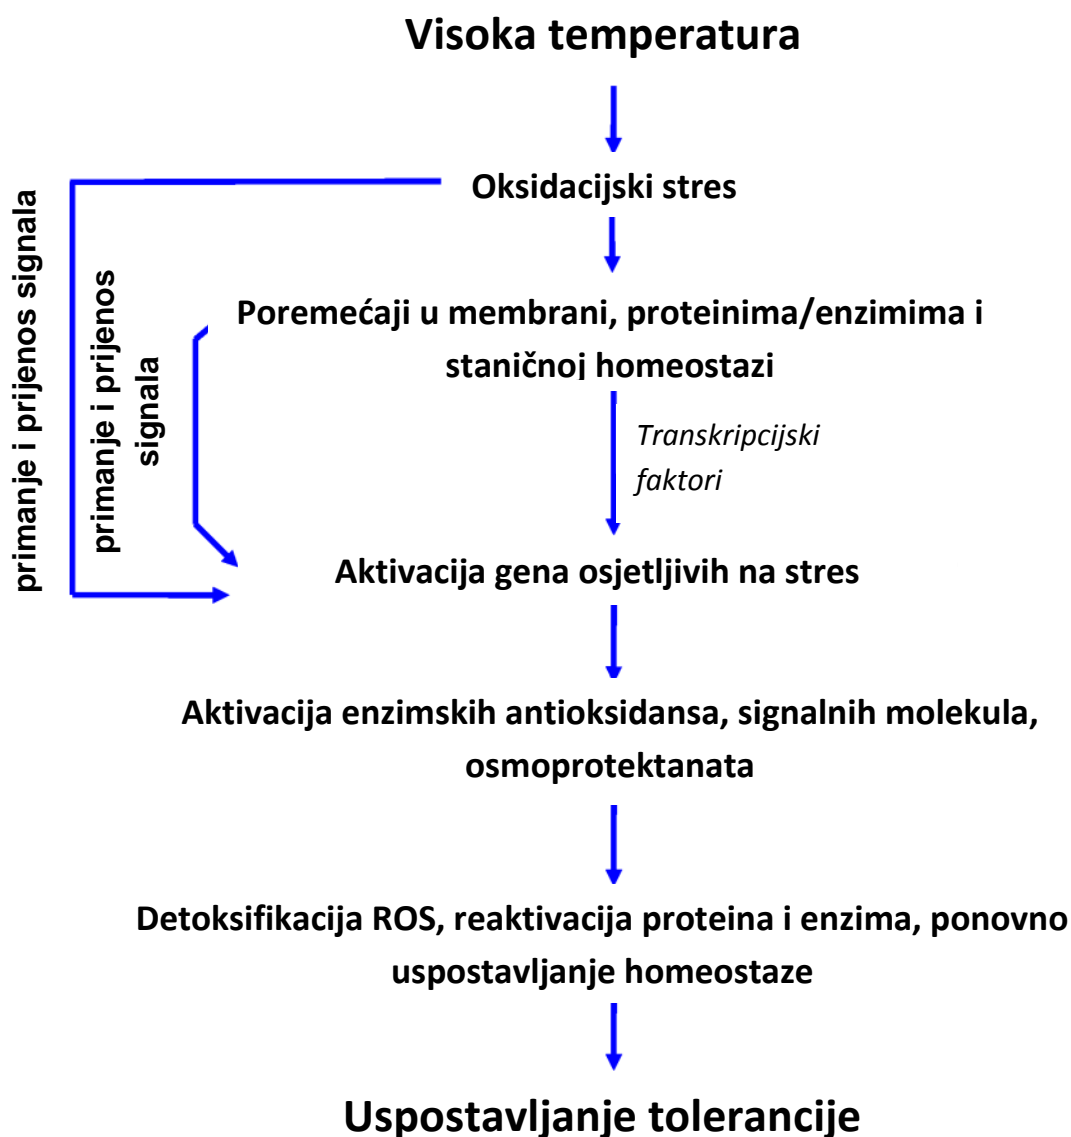 Visoka temperatura
Oksidacijski stres
primanje i prijenos signala
primanje i prijenos
signala
Poremećaji u membrani, proteinima/enzimima i
staničnoj homeostazi
Transkripcijski
faktori
Aktivacija gena osjetljivih na stres
Aktivacija enzimskih antioksidansa, signalnih molekula,
osmoprotektanata
Detoksifikacija ROS, reaktivacija proteina i enzima, ponovno
uspostavljanje homeostaze
Uspostavljanje tolerancije